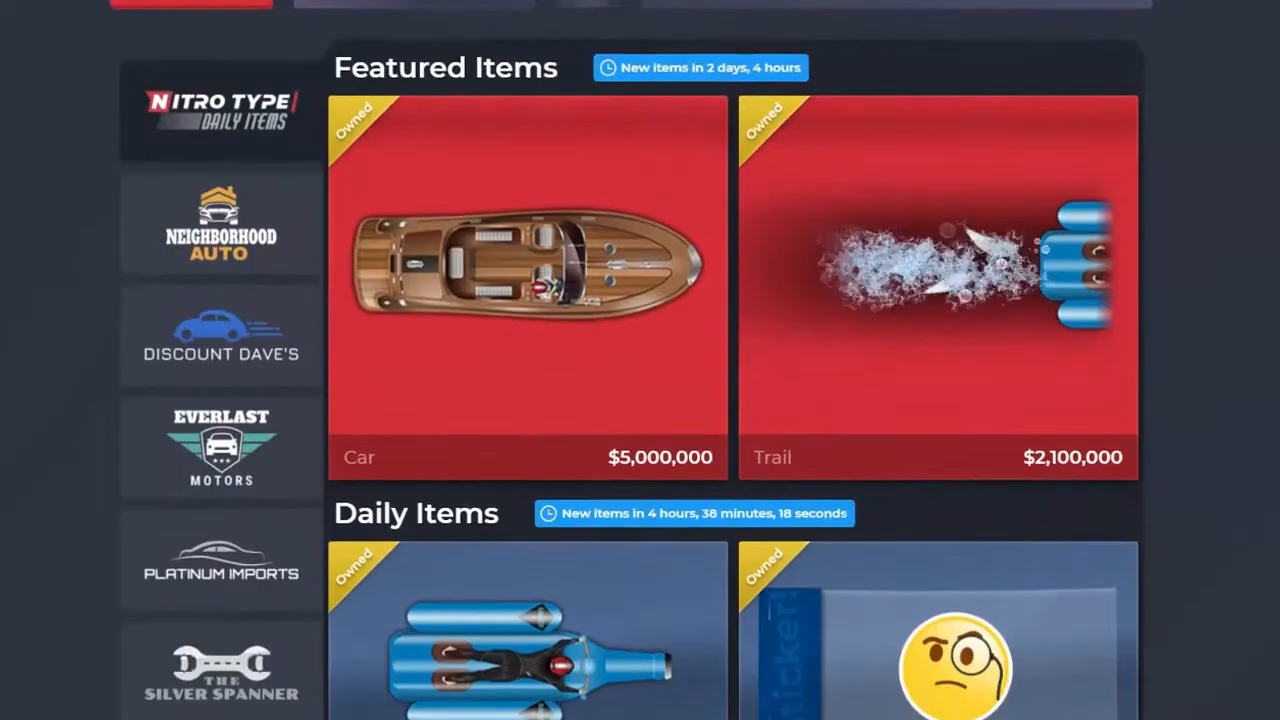 NITRO TYPE
DAILY ITEMS
NEIGHBORHOOD
AUTO
DISCOUNT DAVE'S
EVERLAST
MOTORS
PLATINUM IMPORTS
THE
SILVER SPANNER
Featured Items
New items in 2 days, 4 hours
Owned
Owned
Car
$5,000,000
Trail
$2,100,000
Daily Items
New items in 4 hours, 38 minutes, 18 seconds
Owned
Owned
ticker!